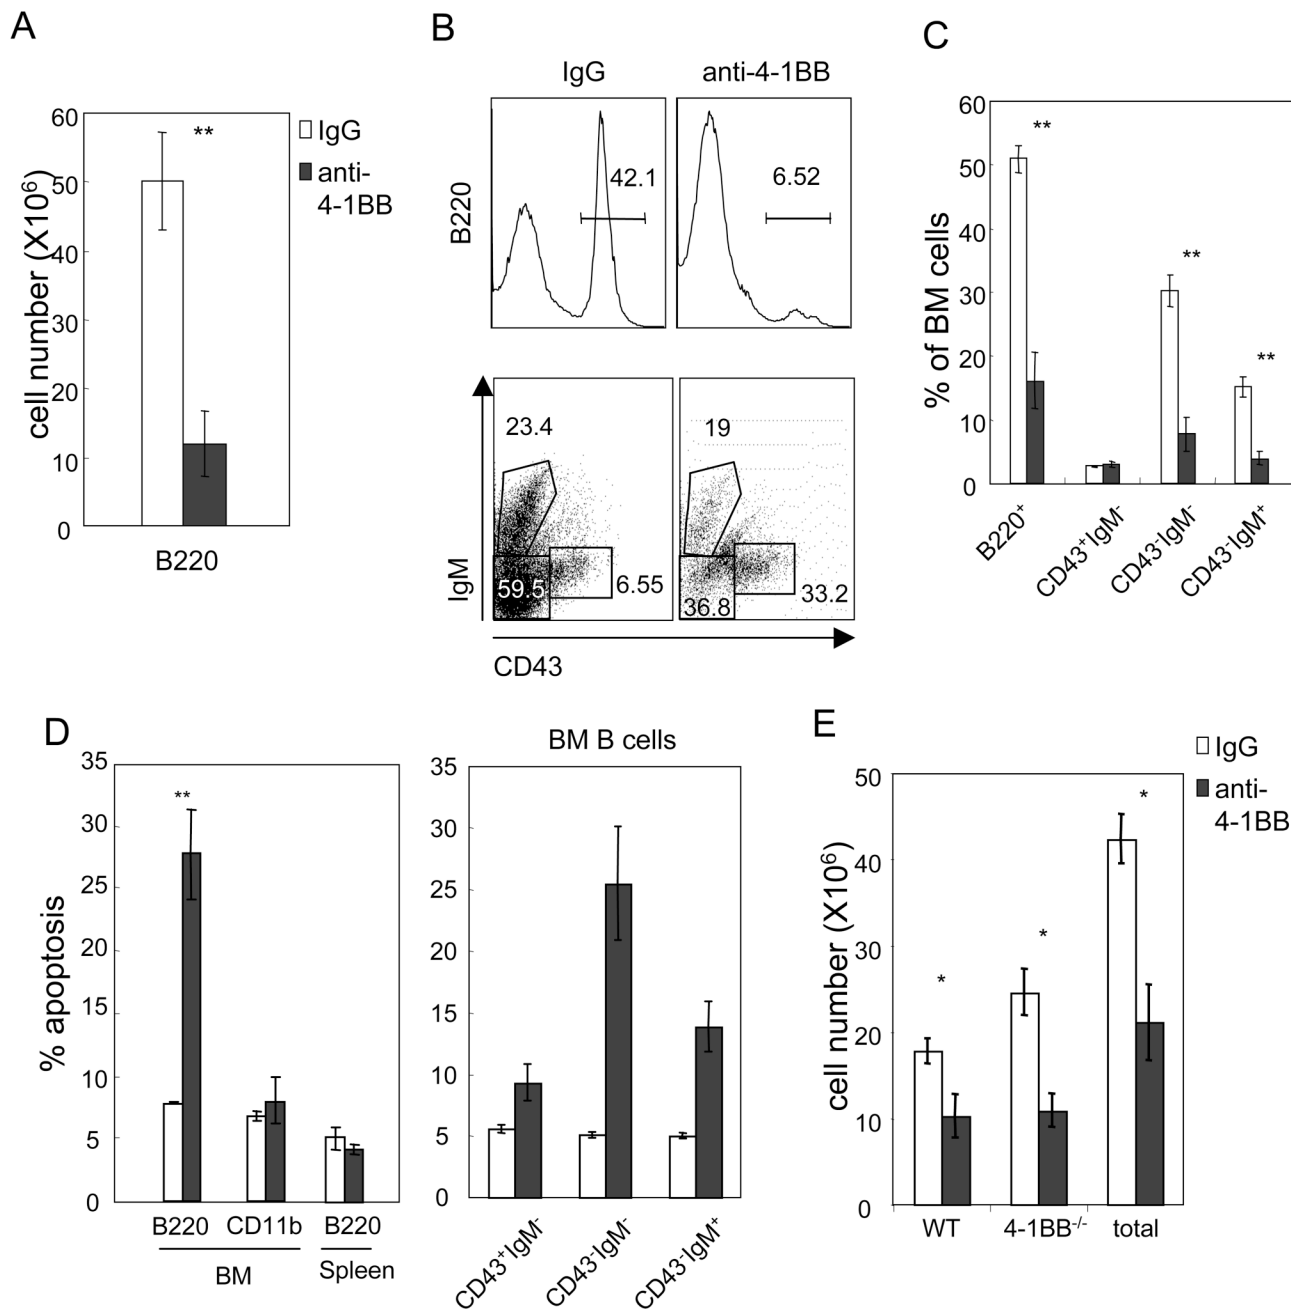 A
60
50
40
30
20
10
0
cell number (X10⁶)
**
IgG
anti-
4-1BB
B220
B
IgG
anti-4-1BB
B220
42.1
6.52
IgM
23.4
59.5
6.55
19
36.8
33.2
CD43
C
60
50
40
30
20
10
0
% of BM cells
**
**
**
B220⁺
CD43⁺IgM⁻
CD43⁻IgM⁻
CD43⁻IgM⁺
D
35
30
25
20
15
10
5
0
% apoptosis
**
B220
CD11b
B220
BM
Spleen
BM B cells
35
30
25
20
15
10
5
0
CD43⁺IgM⁻
CD43⁻IgM⁻
CD43⁻IgM⁺
E
50
40
30
20
10
0
cell number (X10⁶)
*
*
*
IgG
anti-
4-1BB
WT
4-1BB⁻/⁻
total